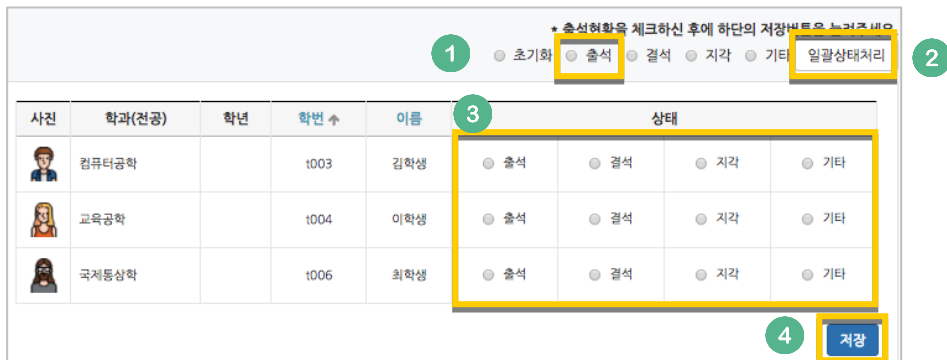 * 출석현황을 체크하신 후에 하단의 저장버튼을 눌러주세요
1 초기화 출석 결석 지각 기타 일괄상태처리 2
사진 학과(전공) 학년 학번 이름 3 상태
컴퓨터공학 t003 김학생 출석 결석 지각 기타
교육공학 t004 이학생 출석 결석 지각 기타
국제통상학 t006 최학생 출석 결석 지각 기타
4 저장